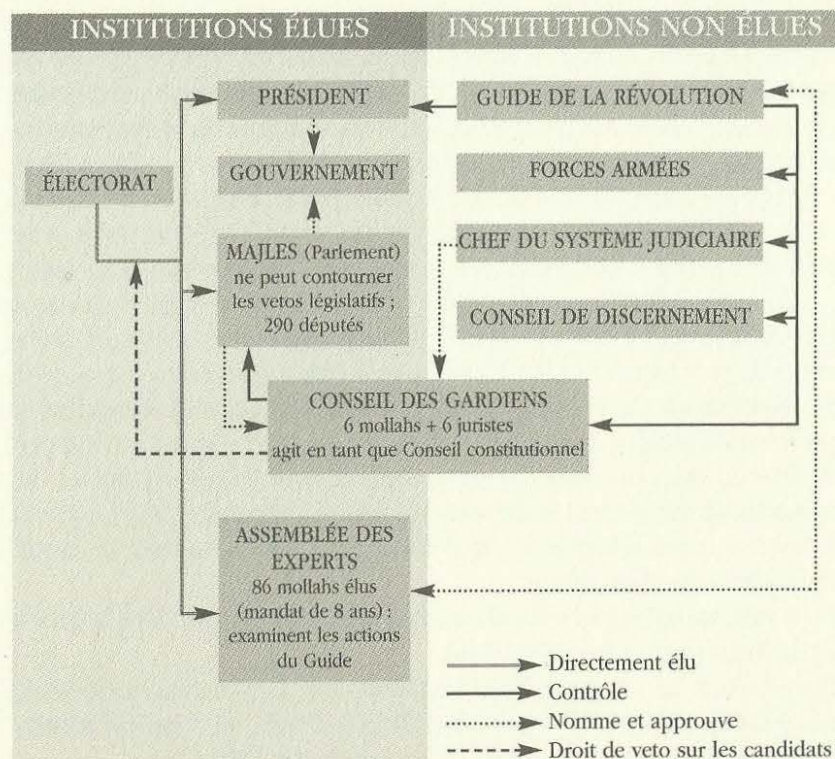 INSTITUTIONS ÉLUES
INSTITUTIONS NON ÉLUES
PRÉSIDENT
GUIDE DE LA RÉVOLUTION
ÉLECTORAT
GOUVERNEMENT
FORCES ARMÉES
MAJLES (Parlement)
ne peut contourner
les vetos législatifs ;
290 députés
CHEF DU SYSTÈME JUDICIAIRE
CONSEIL DE DISCERNEMENT
CONSEIL DES GARDIENS
6 mollahs + 6 juristes
agit en tant que Conseil constitutionnel
ASSEMBLÉE DES
EXPERTS
86 mollahs élus
(mandat de 8 ans) :
examinent les actions
du Guide
Directement élu
Contrôle
Nomme et approuve
Droit de veto sur les candidats